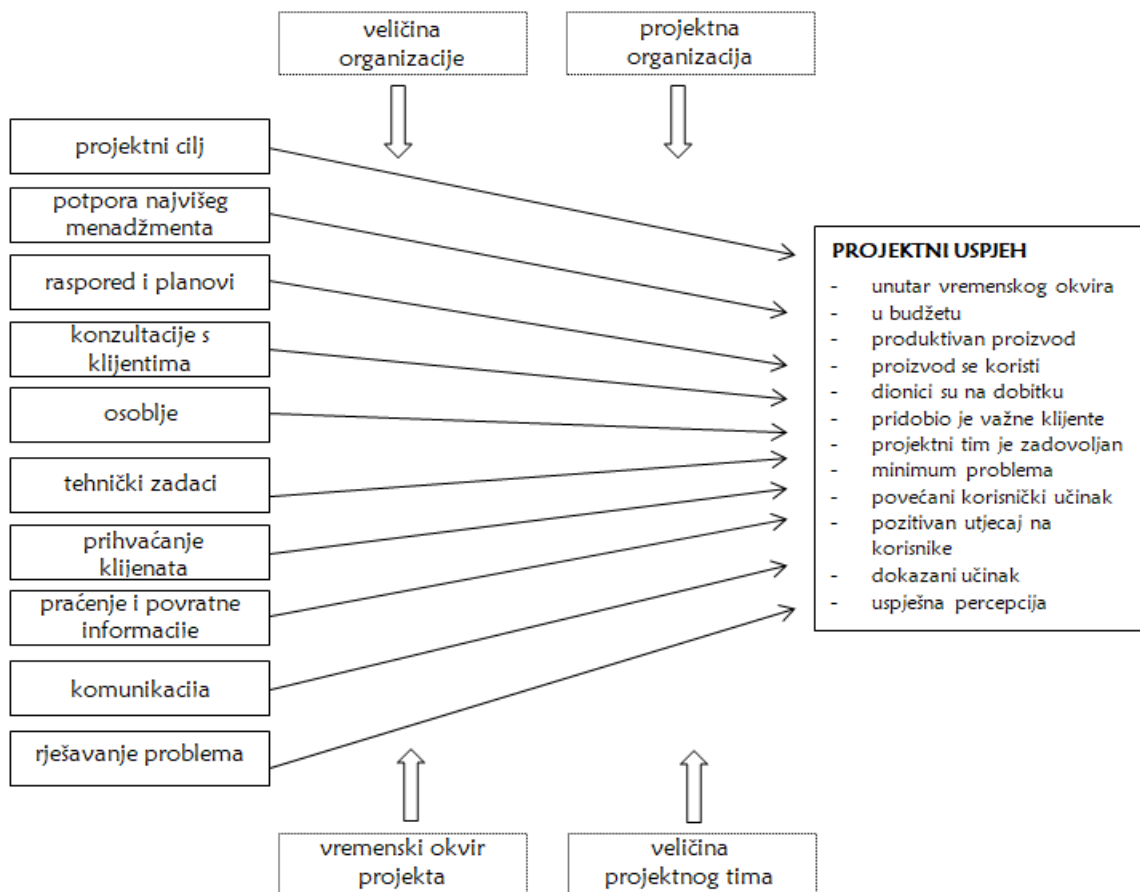 veličina
organizacije
projektna
organizacija
projektni cilj
potpora najvišeg
menadžmenta
raspored i planovi
konzultacije s
klijentima
osoblje
tehnički zadaci
prihvaćanje
klijenata
praćenje i povratne
informacije
komunikacija
rješavanje problema
PROJEKTNI USPJEH
- unutar vremenskog okvira
- u budžetu
- produktivan proizvod
- proizvod se koristi
- dionici su na dobitku
- pridobio je važne klijente
- projektni tim je zadovoljan
- minimum problema
- povećani korisnički učinak
- pozitivan utjecaj na
korisnike
- dokazani učinak
- uspješna percepcija
vremenski okvir
projekta
veličina
projektnog tima